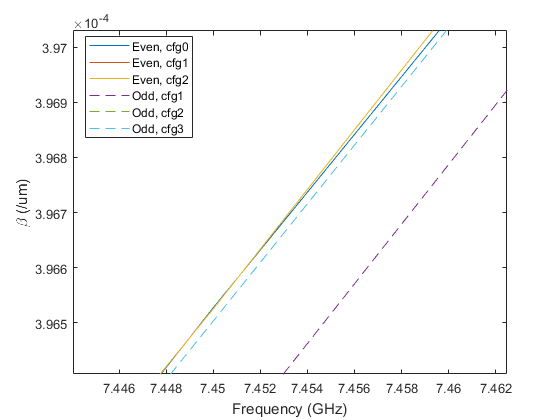 ×10-4
3.97
3.969
3.968
3.967
3.966
3.965
β (/um)
Even, cfg0
Even, cfg1
Even, cfg2
Odd, cfg1
Odd, cfg2
Odd, cfg3
7.446 7.448 7.45 7.452 7.454 7.456 7.458 7.46 7.462
Frequency (GHz)